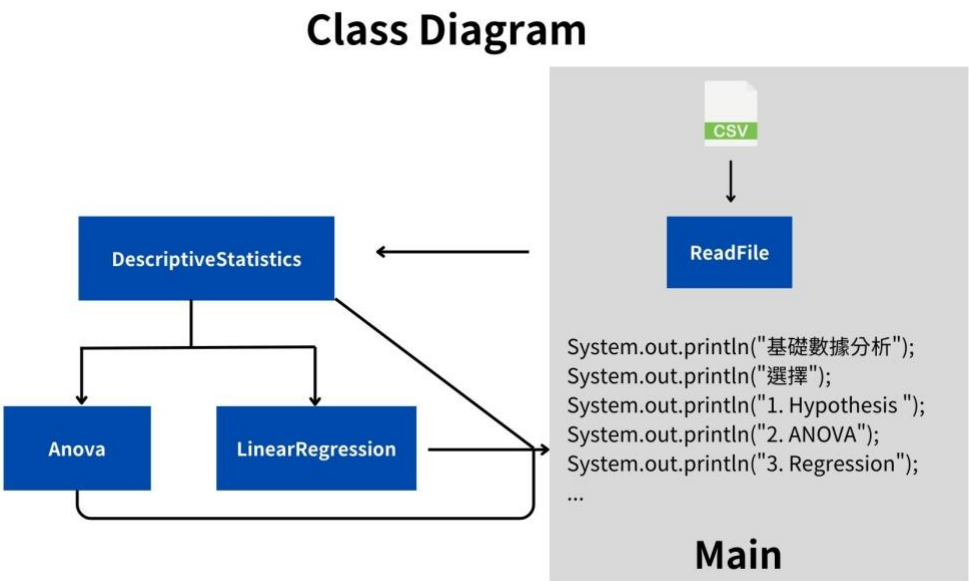 Class Diagram
CSV
ReadFile
DescriptiveStatistics
Anova
LinearRegression
System.out.println("基礎數據分析");
System.out.println("選擇");
System.out.println("1. Hypothesis ");
System.out.println("2. ANOVA");
System.out.println("3. Regression");
...
Main